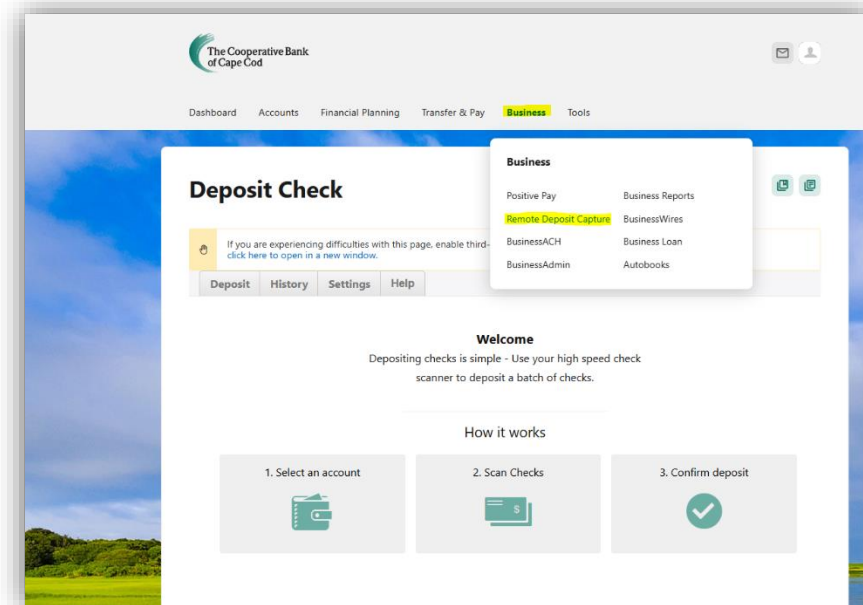 The Cooperative Bank
of Cape Cod
Dashboard Accounts Financial Planning Transfer & Pay Business Tools
Business
Positive Pay Business Reports
Remote Deposit Capture BusinessWires
BusinessACH Business Loan
BusinessAdmin Autobooks
Deposit Check
If you are experiencing difficulties with this page, enable third-
click here to open in a new window.
Deposit History Settings Help
Welcome
Depositing checks is simple - Use your high speed check
scanner to deposit a batch of checks.
How it works
1. Select an account 2. Scan Checks 3. Confirm deposit
$